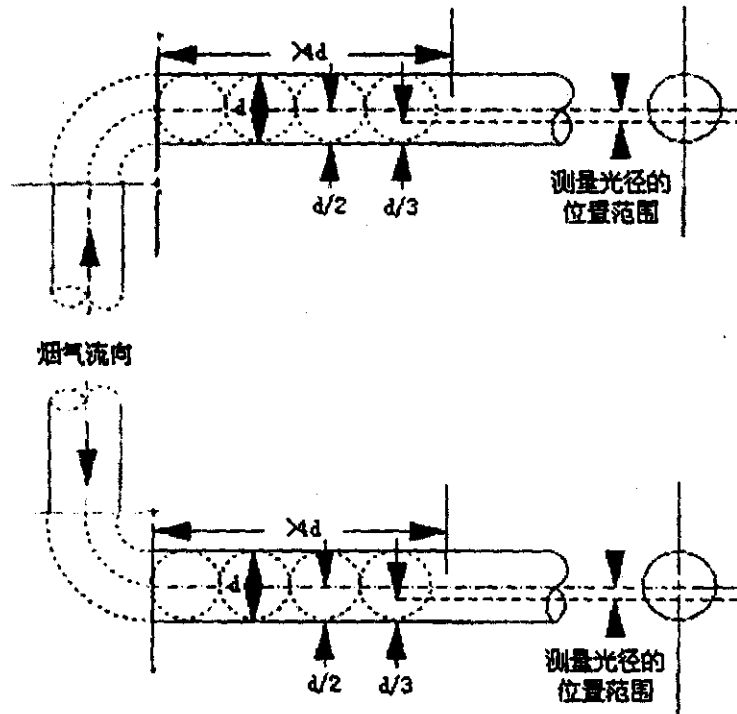 >4d
d
d/2
d/3
测量光径的
位置范围
烟气流向
>4d
d
d/2
d/3
测量光径的
位置范围